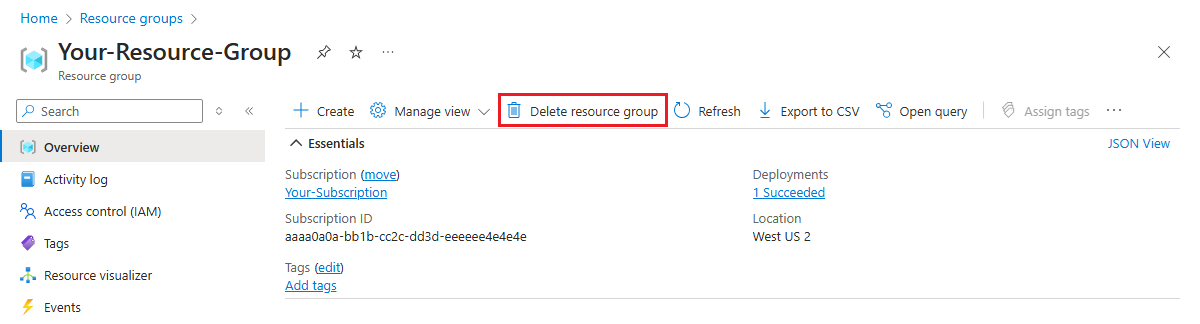 Home > Resource groups >
Your-Resource-Group
Resource group
Search
Create Manage view Delete resource group Refresh Export to CSV Open query Assign tags
Overview
Activity log
Access control (IAM)
Tags
Resource visualizer
Events
Essentials JSON View
Subscription (move)
Your-Subscription
Subscription ID
aaaa0a0a-bb1b-cc2c-dd3d-eeeeee4e4e4e
Tags (edit)
Add tags
Deployments
1 Succeeded
Location
West US 2